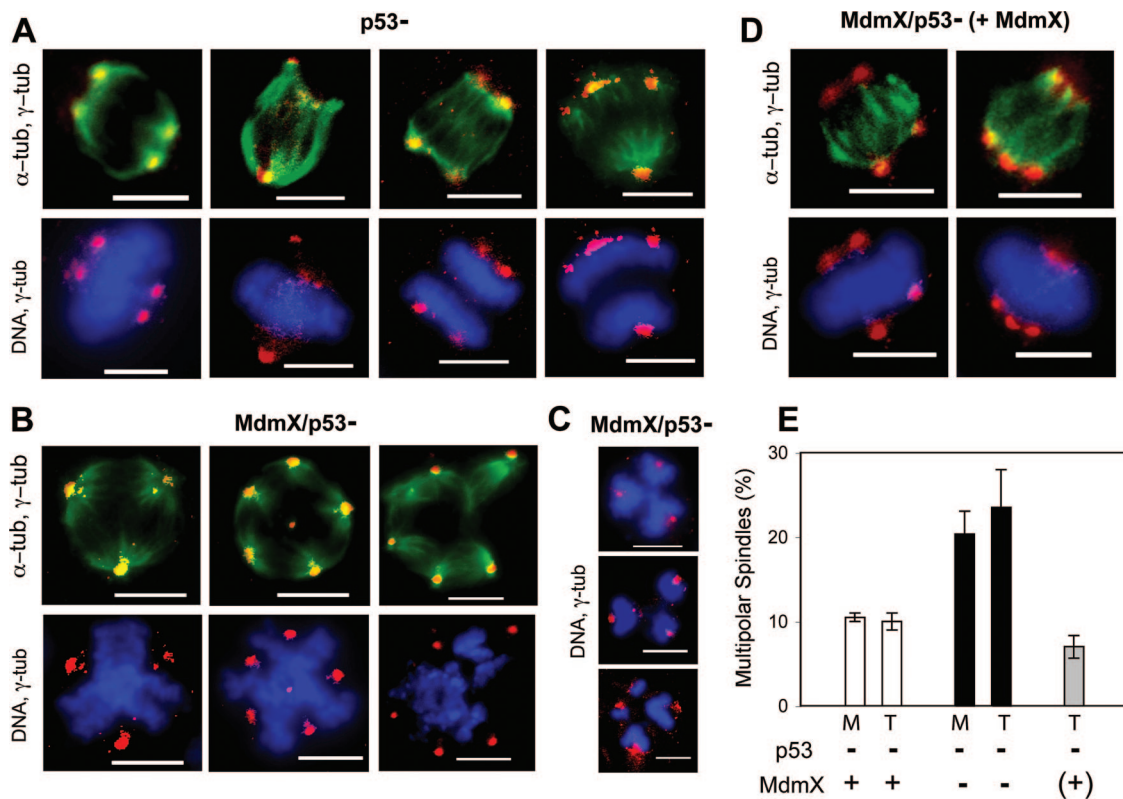 A
p53-
α-tub, γ-tub
DNA, γ-tub
D
MdmX/p53- (+ MdmX)
α-tub, γ-tub
DNA, γ-tub
B
MdmX/p53-
α-tub, γ-tub
DNA, γ-tub
C
MdmX/p53-
DNA, γ-tub
E
Multipolar Spindles (%)
30
20
10
0
M T M T T
p53 - - - - -
MdmX + + - - (+)